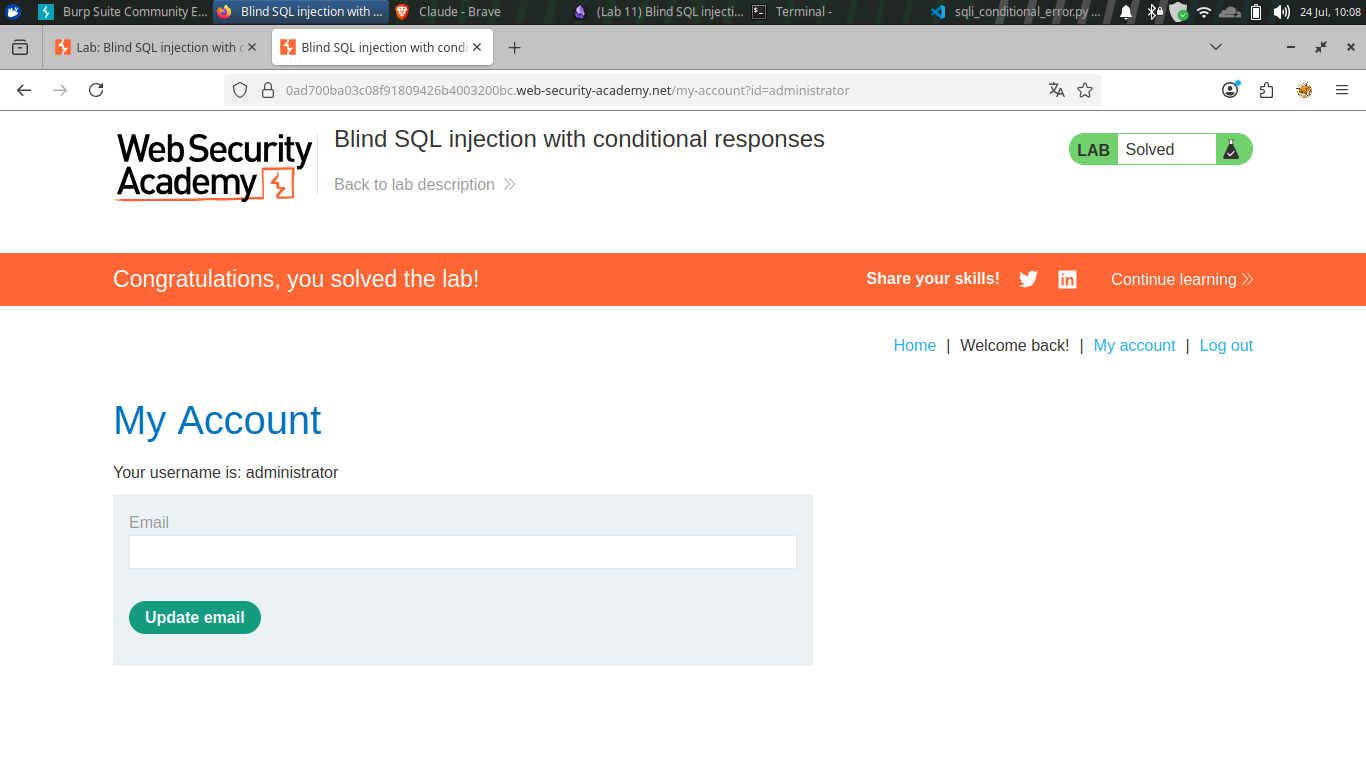 Burp Suite Community E... Blind SQL injection with ... Claude - Brave (Lab 11) Blind SQL injecti... Terminal - sqli_conditional_error.py ... 24 Jul, 10:08
Lab: Blind SQL injection with Blind SQL injection with condi
0ad700ba03c08f91809426b4003200bc.web-security-academy.net/my-account?id=administrator
Web Security
Academy
Blind SQL injection with conditional responses
Back to lab description
LAB Solved
Congratulations, you solved the lab! Share your skills! Continue learning
Home | Welcome back! | My account | Log out
My Account
Your username is: administrator
Email
Update email